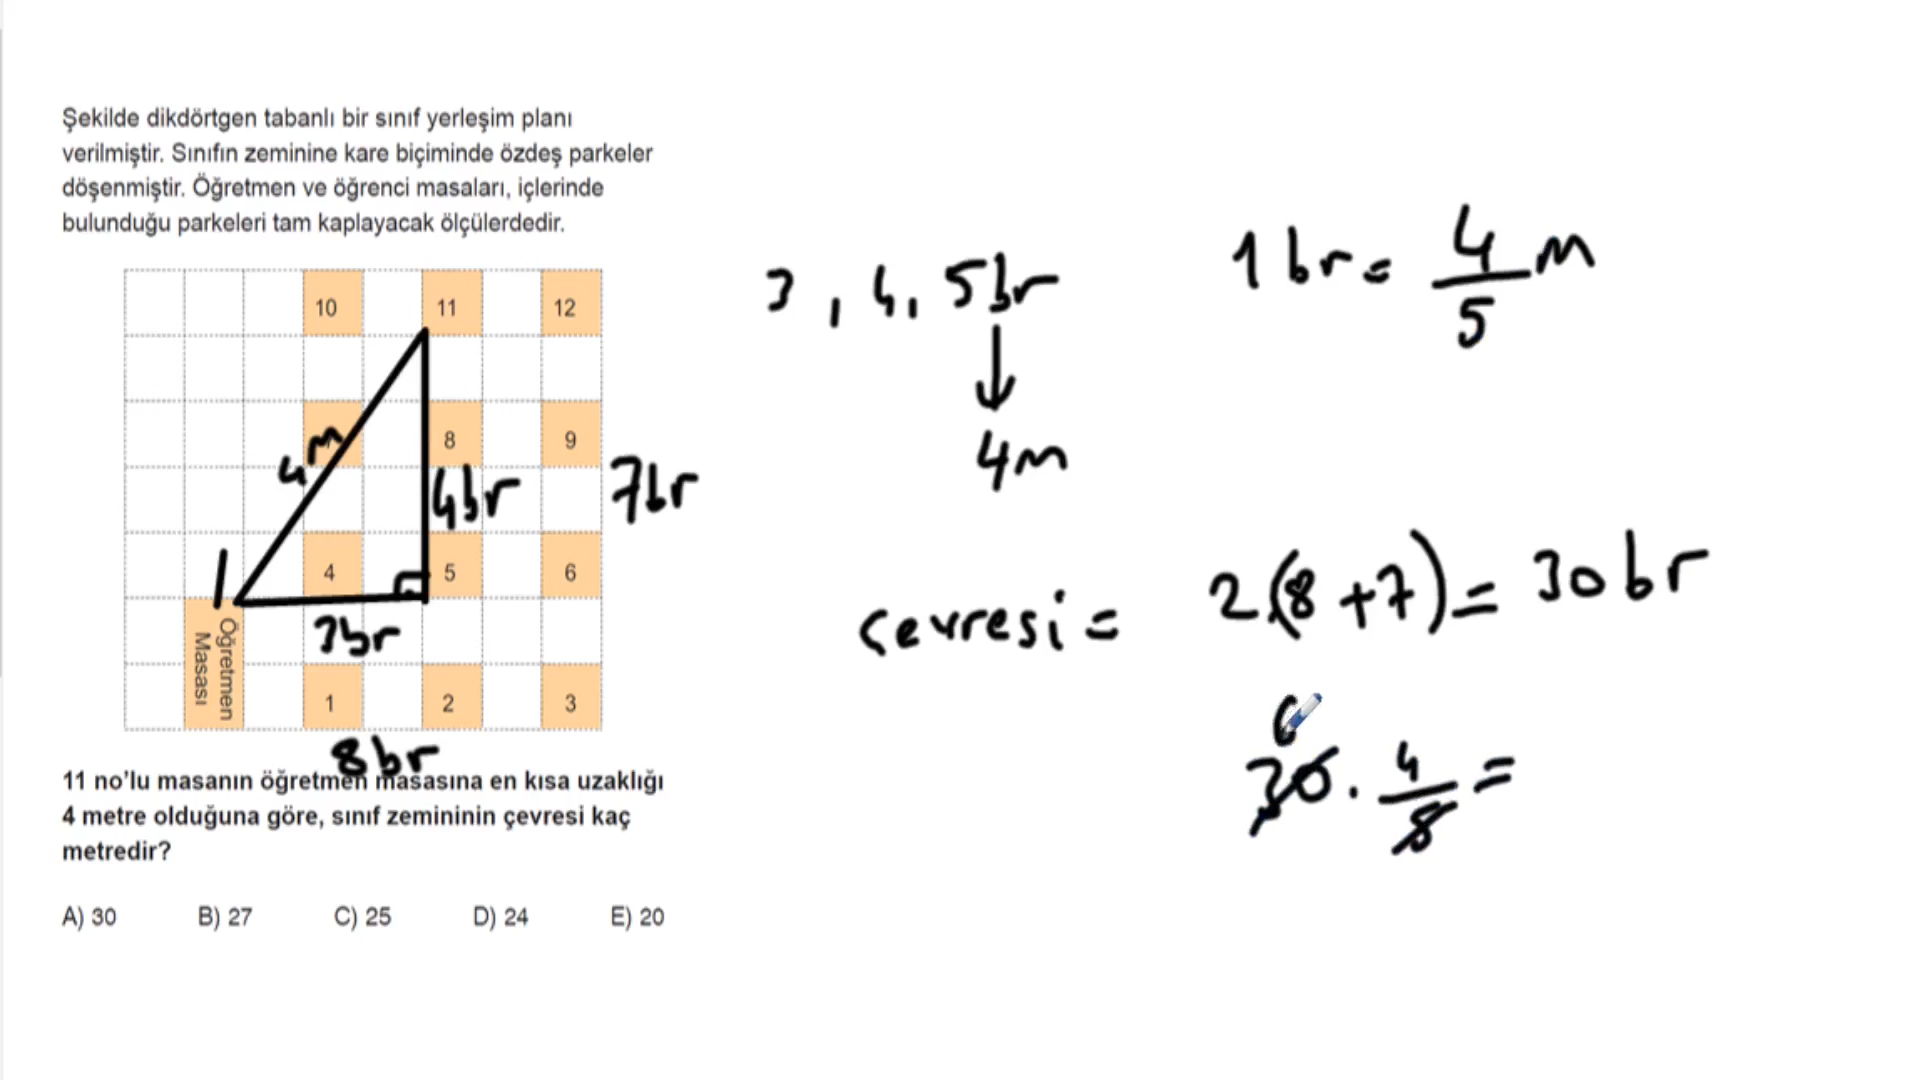 Şekilde dikdörtgen tabanlı bir sınıf yerleşim planı
verilmiştir. Sınıfın zeminine kare biçiminde özdeş parkeler
döşenmiştir. Öğretmen ve öğrenci masaları, içlerinde
bulunduğu parkeleri tam kaplayacak ölçülerdedir.
10 11 12
4m 8 9
4br 7br
4 5 6
3br
Öğretmen
Masası
1 2 3
8br
11 no'lu masanın öğretmen masasına en kısa uzaklığı
4 metre olduğuna göre, sınıf zemininin çevresi kaç
metredir?
A) 30 B) 27 C) 25 D) 24 E) 20
3, 4, 5br
4m
1br = 4/5 m
çevresi = 2.(8+7) = 30br
6
30 . 4/5 =